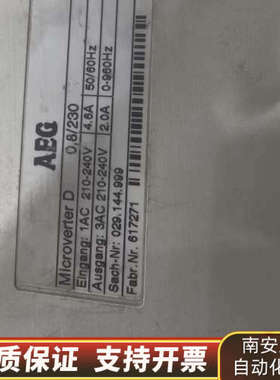 AEG
Microverter D 0,8/230
Eingang: 1AC 210-240V 4.6A 50/60Hz
Ausgang: 3AC 210-240V 2.0A 0-960Hz
Sach-Nr: 029.144.999
Fabr.Nr. 617271
质保证 支持开票
南安
自动化